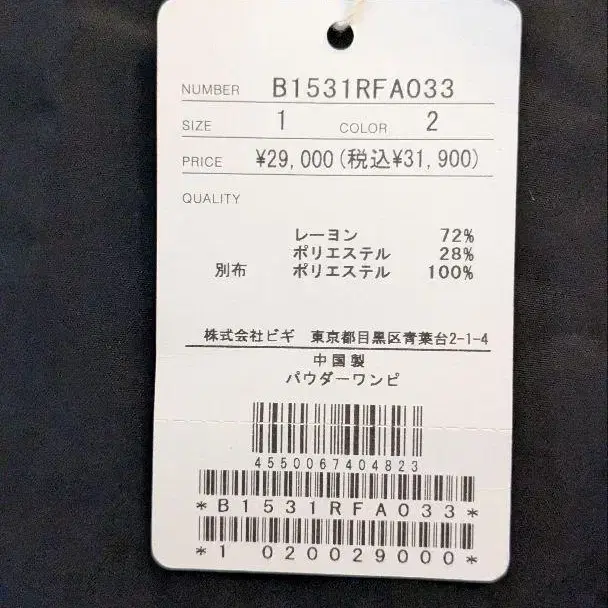 NUMBER B1531RFA033
SIZE 1 COLOR 2
PRICE ¥29,000(税込¥31,900)
QUALITY
レーヨン 72%
ポリエステル 28%
別布 ポリエステル 100%
株式会社ビギ 東京都目黒区青葉台2-1-4
中国製
パウダーワンピ
4550067404823
*B1531RFA033*
*1 020029000*